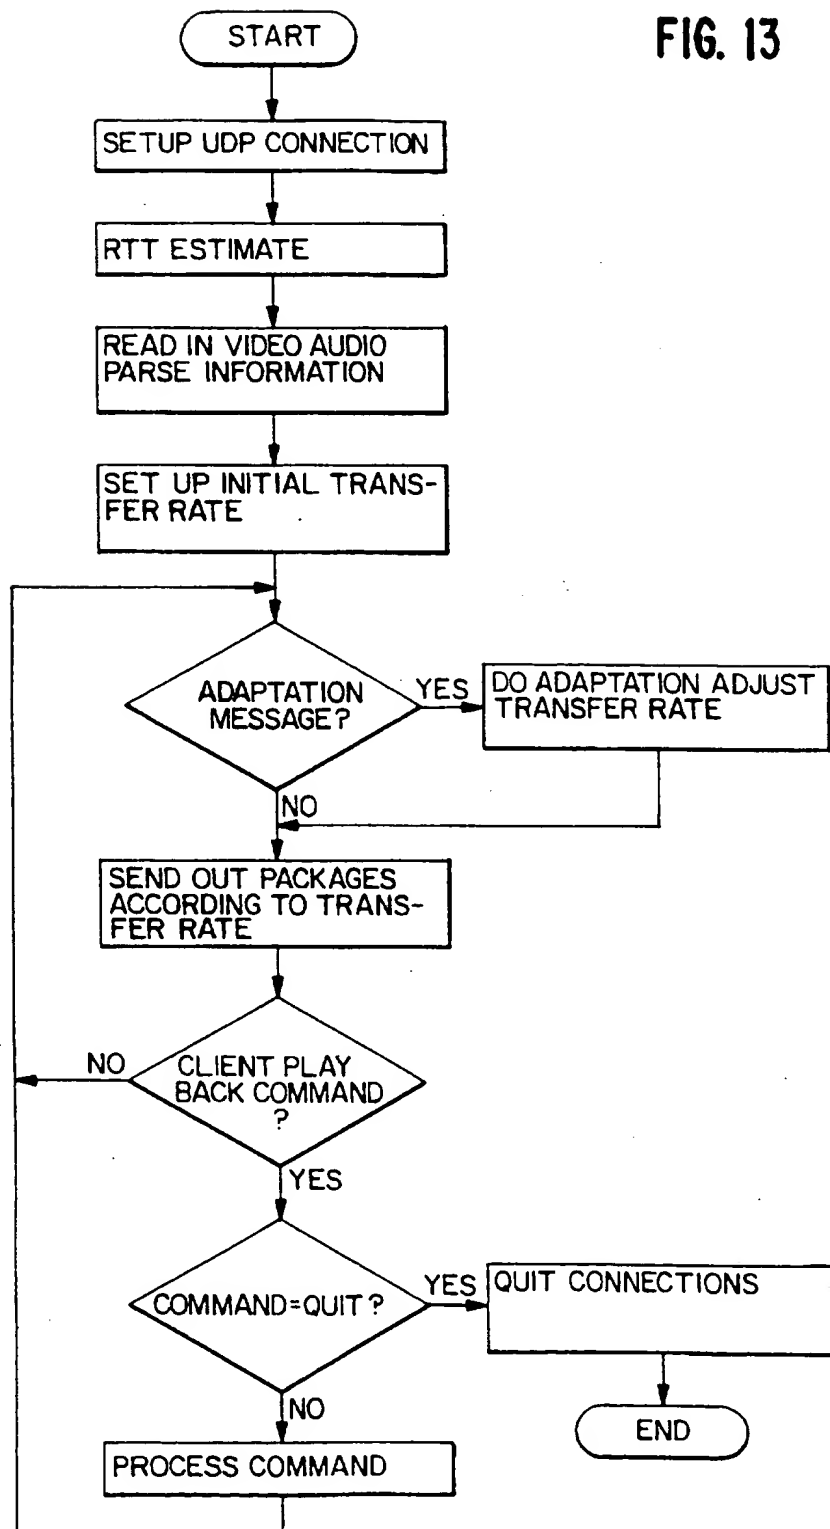 START
FIG. 13
SETUP UDP CONNECTION
RTT ESTIMATE
READ IN VIDEO AUDIO
PARSE INFORMATION
SET UP INITIAL TRANS-
FER RATE
ADAPTATION
MESSAGE?
YES
DO ADAPTATION ADJUST
TRANSFER RATE
NO
SEND OUT PACKAGES
ACCORDING TO TRANS-
FER RATE
NO
CLIENT PLAY
BACK COMMAND
?
YES
COMMAND=QUIT?
YES
QUIT CONNECTIONS
NO
END
PROCESS COMMAND